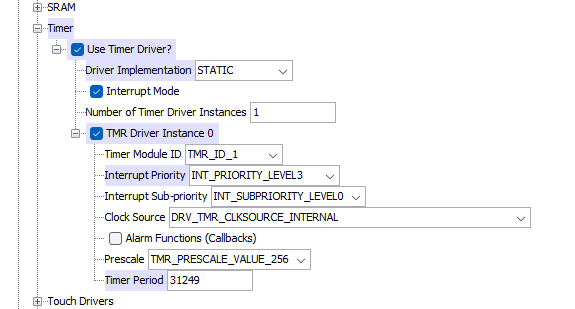 SRAM
Timer
Use Timer Driver?
Driver Implementation STATIC
Interrupt Mode
Number of Timer Driver Instances 1
TMR Driver Instance 0
Timer Module ID TMR_ID_1
Interrupt Priority INT_PRIORITY_LEVEL3
Interrupt Sub-priority INT_SUBPRIORITY_LEVEL0
Clock Source DRV_TMR_CLKSOURCE_INTERNAL
Alarm Functions (Callbacks)
Prescale TMR_PRESCALE_VALUE_256
Timer Period 31249
Touch Drivers